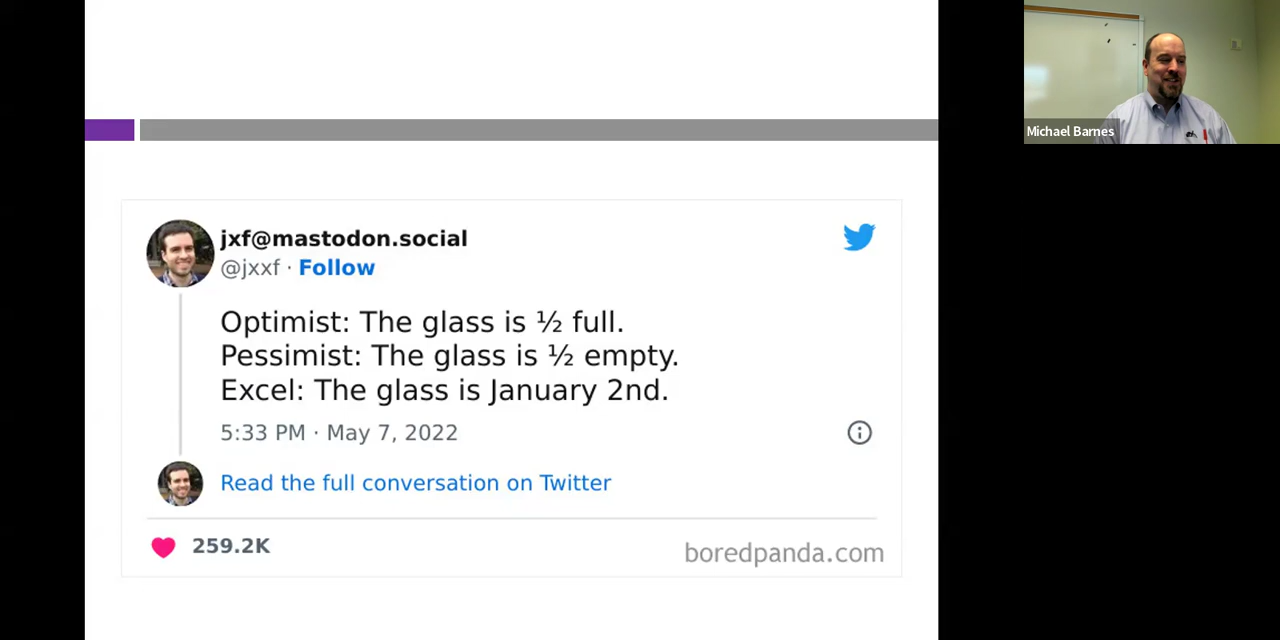 jxf@mastodon.social
@jxxf · Follow
Optimist: The glass is ½ full.
Pessimist: The glass is ½ empty.
Excel: The glass is January 2nd.
5:33 PM · May 7, 2022
Read the full conversation on Twitter
259.2K
boredpanda.com
Michael Barnes